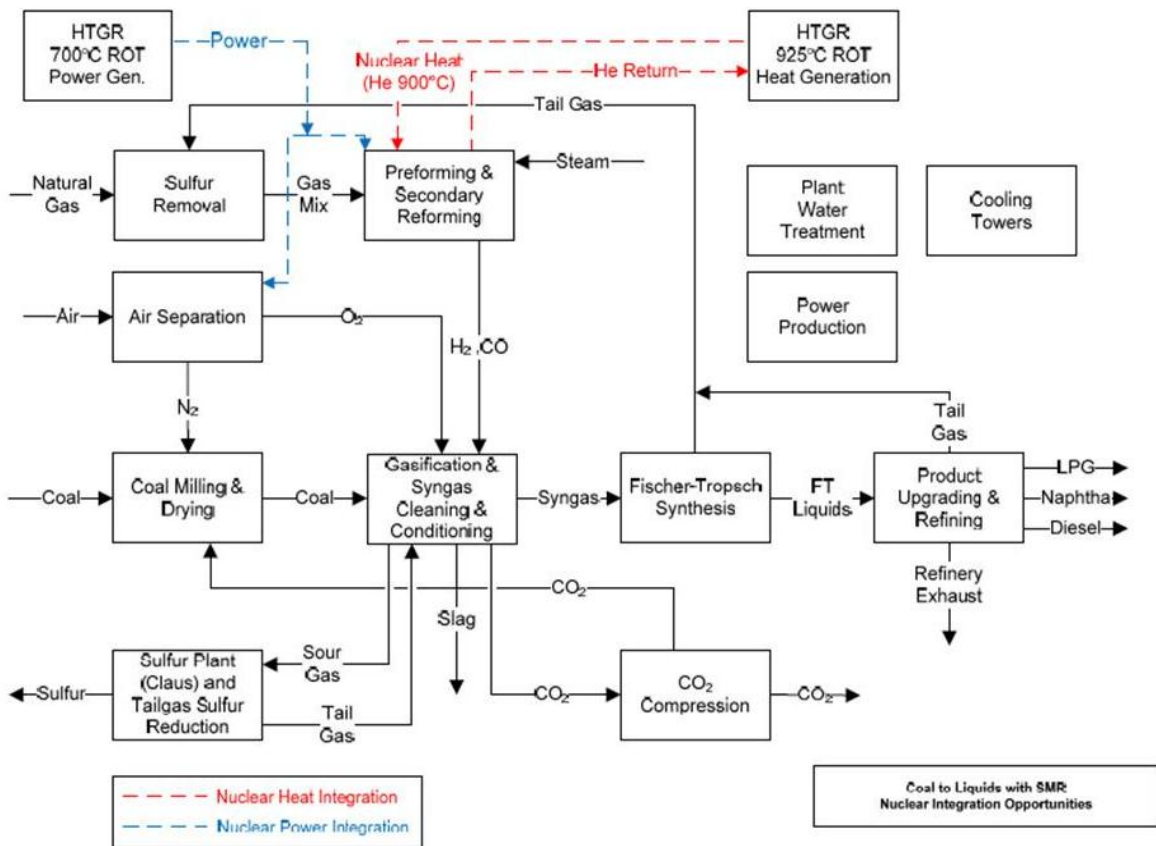 HTGR
700°C ROT
Power Gen.
Power
Nuclear Heat
(He 900°C)
He Return
HTGR
925°C ROT
Heat Generation
Tail Gas
Natural
Gas
Sulfur
Removal
Gas
Mix
Preforming &
Secondary
Reforming
Steam
Plant
Water
Treatment
Cooling
Towers
Air
Air Separation
O₂
H₂ ,CO
Power
Production
N₂
Tail
Gas
Coal
Coal Milling &
Drying
Coal
Gasification &
Syngas
Cleaning &
Conditioning
Syngas
Fischer-Tropsch
Synthesis
FT
Liquids
Product
Upgrading &
Refining
LPG
Naphtha
Diesel
CO₂
Slag
Refinery
Exhaust
Sulfur
Sulfur Plant
(Claus) and
Tailgas Sulfur
Reduction
Sour
Gas
Tail
Gas
CO₂
CO₂
Compression
CO₂
Nuclear Heat Integration
Nuclear Power Integration
Coal to Liquids with SMR
Nuclear Integration Opportunities